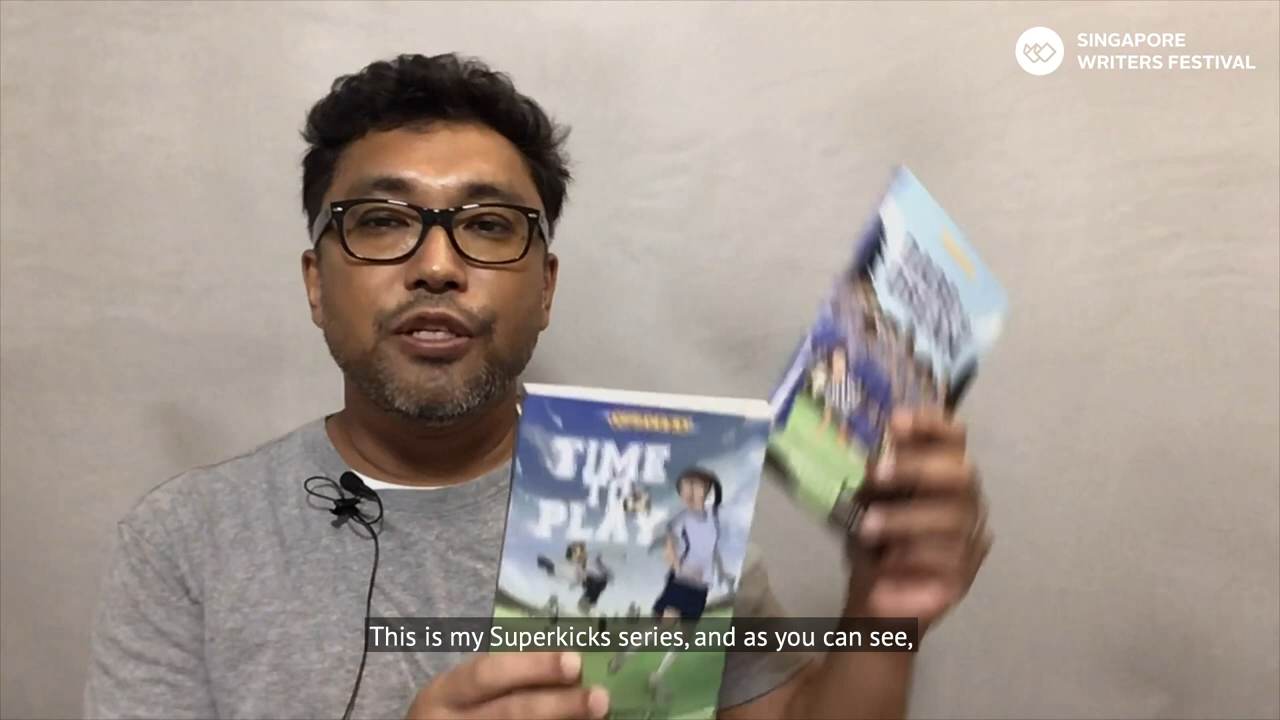 SINGAPORE
WRITERS FESTIVAL
TIME
TO
PLAY
This is my Superkicks series, and as you can see,